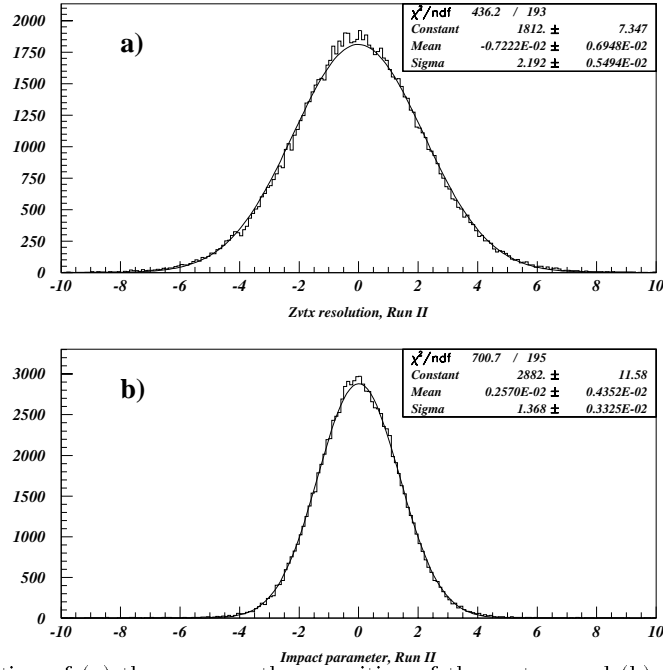 χ²/ndf 436.2 / 193
Constant 1812. ± 7.347
Mean -0.7222E-02 ± 0.6948E-02
Sigma 2.192 ± 0.5494E-02
a)
2000
1750
1500
1250
1000
750
500
250
0
-10 -8 -6 -4 -2 0 2 4 6 8 10
Zvtx resolution, Run II
χ²/ndf 700.7 / 195
Constant 2882. ± 11.58
Mean 0.2570E-02 ± 0.4352E-02
Sigma 1.368 ± 0.3325E-02
b)
3000
2500
2000
1500
1000
500
0
-10 -8 -6 -4 -2 0 2 4 6 8 10
Impact parameter, Run II